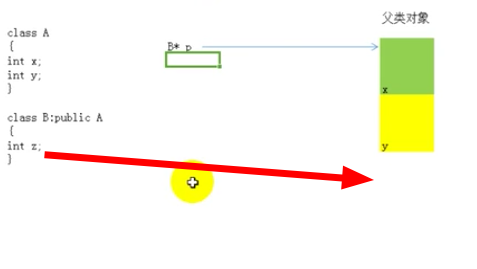 class A
{
int x;
int y;
}
class B:public A
{
int z;
}
B* p
父类对象
x
y